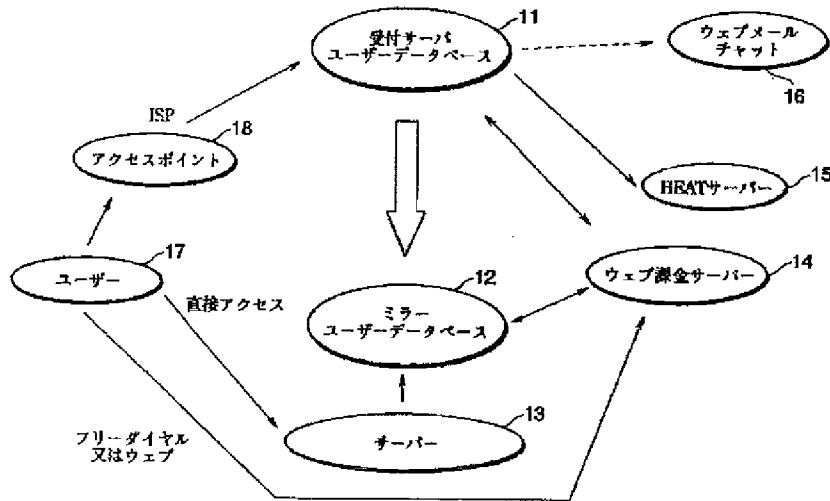 11
受付サーバ
ユーザーデータベース
ウェブメール
チャット
16
ISP
18
アクセスポイント
15
HEATサーバー
17
ユーザー
直接アクセス
12
ミラー
ユーザーデータベース
ウェブ課金サーバー
14
13
サーバー
フリーダイヤル
又はウェブ